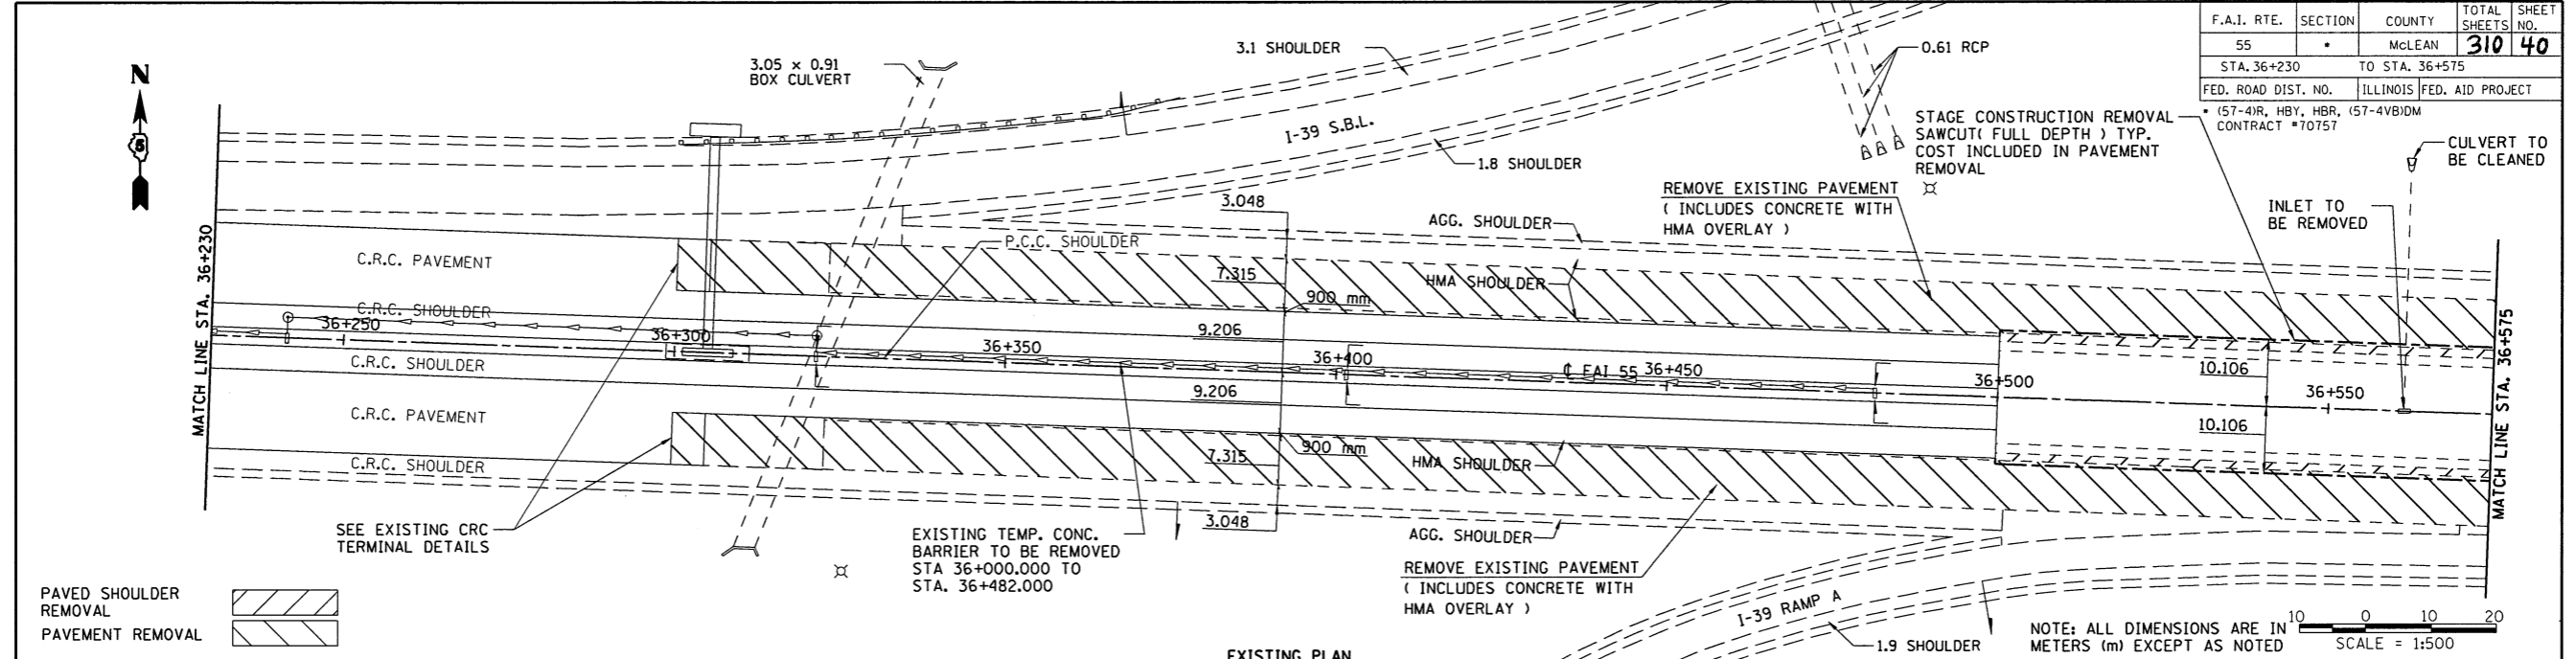 F.A.I. RTE. SECTION COUNTY TOTAL SHEETS SHEET NO.
55 * McLEAN 310 40
STA. 36+230 TO STA. 36+575
FED. ROAD DIST. NO. ILLINOIS FED. AID PROJECT
* (57-4)R, HBY, HBR, (57-4VB)DM
CONTRACT #70757
N
3.05 x 0.91
BOX CULVERT
3.1 SHOULDER
0.61 RCP
I-39 S.B.L.
1.8 SHOULDER
STAGE CONSTRUCTION REMOVAL
SAWCUT( FULL DEPTH ) TYP.
COST INCLUDED IN PAVEMENT
REMOVAL
CULVERT TO
BE CLEANED
INLET TO
BE REMOVED
REMOVE EXISTING PAVEMENT
( INCLUDES CONCRETE WITH
HMA OVERLAY )
3.048
AGG. SHOULDER
P.C.C. SHOULDER
MATCH LINE STA. 36+230
C.R.C. PAVEMENT
7.315
HMA SHOULDER
900 mm
C.R.C. SHOULDER
36+250
36+300
36+350
9.206
36+400
℄ FAI 55
36+450
36+500
10.106
36+550
MATCH LINE STA. 36+575
C.R.C. SHOULDER
9.206
10.106
C.R.C. PAVEMENT
C.R.C. SHOULDER
7.315
900 mm
HMA SHOULDER
3.048
AGG. SHOULDER
SEE EXISTING CRC
TERMINAL DETAILS
EXISTING TEMP. CONC.
BARRIER TO BE REMOVED
STA 36+000.000 TO
STA. 36+482.000
REMOVE EXISTING PAVEMENT
( INCLUDES CONCRETE WITH
HMA OVERLAY )
I-39 RAMP A
1.9 SHOULDER
PAVED SHOULDER
REMOVAL
PAVEMENT REMOVAL
NOTE: ALL DIMENSIONS ARE IN
METERS (m) EXCEPT AS NOTED
10 0 10 20
SCALE = 1:500
EXISTING PLAN